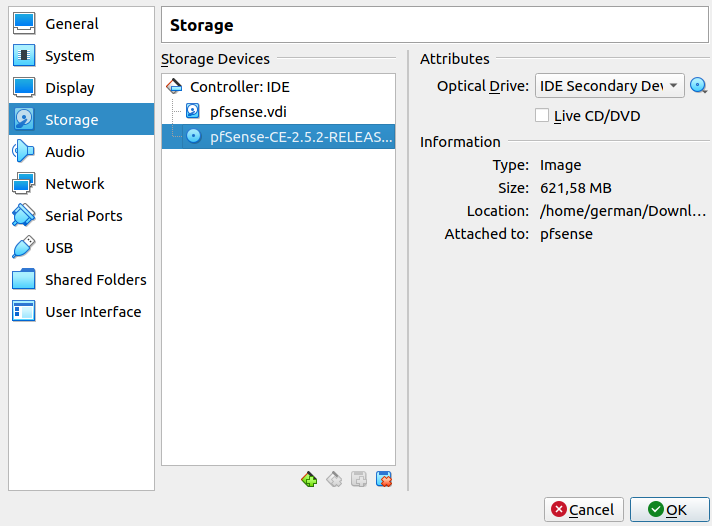 General
System
Display
Storage
Audio
Network
Serial Ports
USB
Shared Folders
User Interface
Storage
Storage Devices
Controller: IDE
pfsense.vdi
pfSense-CE-2.5.2-RELEAS...
Attributes
Optical Drive: IDE Secondary Dev
Live CD/DVD
Information
Type: Image
Size: 621,58 MB
Location: /home/german/Downl...
Attached to: pfsense
Cancel OK